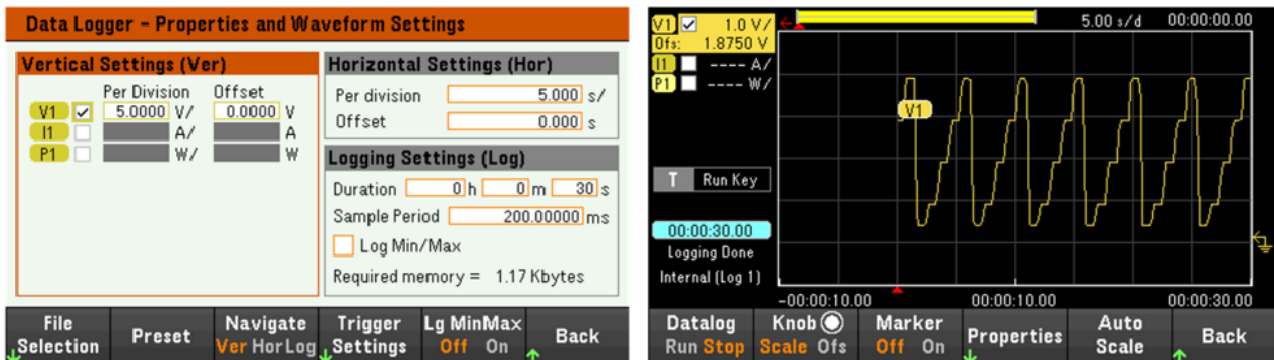 Data Logger - Properties and Waveform Settings
Vertical Settings (Ver)
Per Division Offset
V1 5.0000 V/ 0.0000 V
I1 A/ A
P1 W/ W
Horizontal Settings (Hor)
Per division 5.000 s/
Offset 0.000 s
Logging Settings (Log)
Duration 0 h 0 m 30 s
Sample Period 200.00000 ms
Log Min/Max
Required memory = 1.17 Kbytes
File Selection
Preset
Navigate
Ver Hor Log
Trigger Settings
Lg MinMax
Off On
Back
V1 1.0 V/
Ofs: 1.8750 V
I1 ---- A/
P1 ---- W/
5.00 s/d 00:00:00.00
V1
T Run Key
00:00:30.00
Logging Done
Internal (Log 1)
-00:00:10.00 00:00:10.00 00:00:30.00
Datalog
Run Stop
Knob
Scale Ofs
Marker
Off On
Properties
Auto Scale
Back